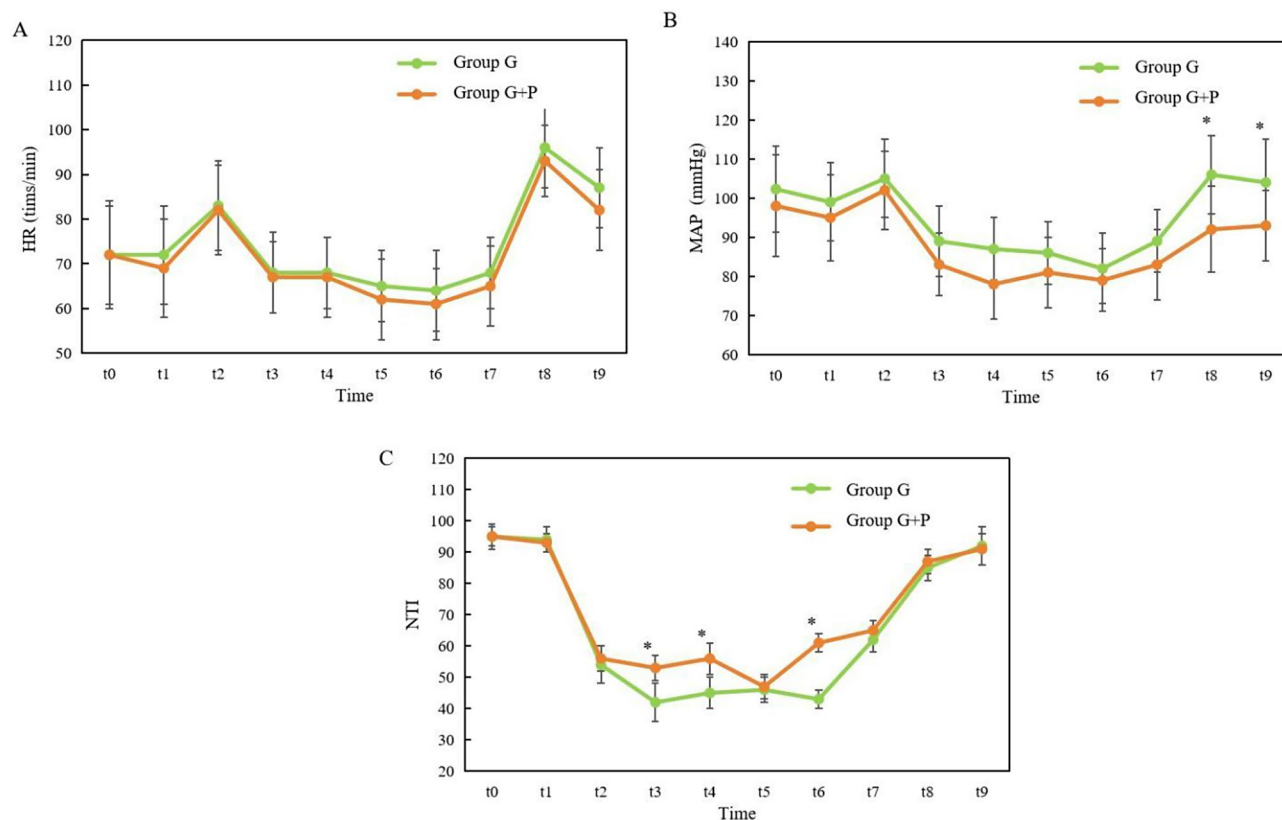 A
HR (tims/min)
120
110
100
90
80
70
60
50
Group G
Group G+P
t0 t1 t2 t3 t4 t5 t6 t7 t8 t9
Time
B
MAP (mmHg)
140
130
120
110
100
90
80
70
60
Group G
Group G+P
* *
t0 t1 t2 t3 t4 t5 t6 t7 t8 t9
Time
C
NTI
120
110
100
90
80
70
60
50
40
30
20
Group G
Group G+P
* * *
t0 t1 t2 t3 t4 t5 t6 t7 t8 t9
Time